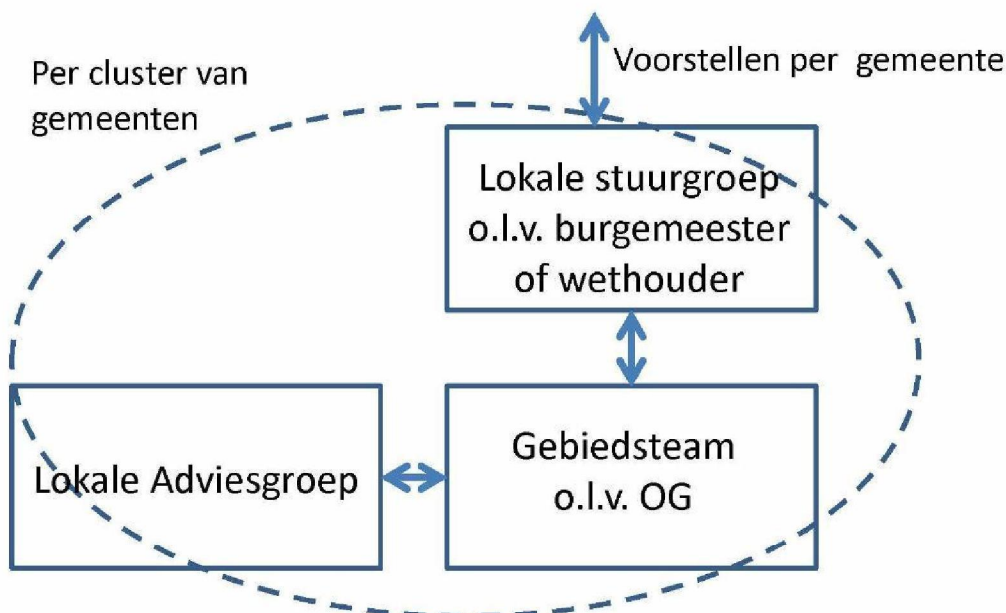 Per cluster van
gemeenten
Voorstellen per gemeente
Lokale stuurgroep
o.l.v. burgemeester
of wethouder
Lokale Adviesgroep
Gebiedsteam
o.l.v. OG